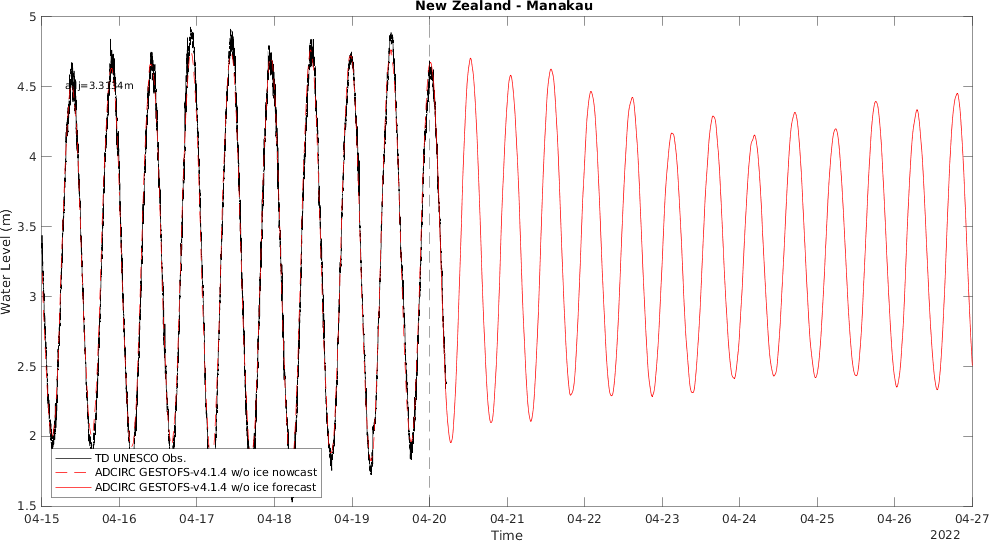 New Zealand - Manakau
Water Level (m)
5
4.5
4
3.5
3
2.5
2
1.5
TD UNESCO Obs.
ADCIRC GESTOFS-v4.1.4 w/o ice nowcast
ADCIRC GESTOFS-v4.1.4 w/o ice forecast
04-15 04-16 04-17 04-18 04-19 04-20 04-21 04-22 04-23 04-24 04-25 04-26 04-27
Time
2022